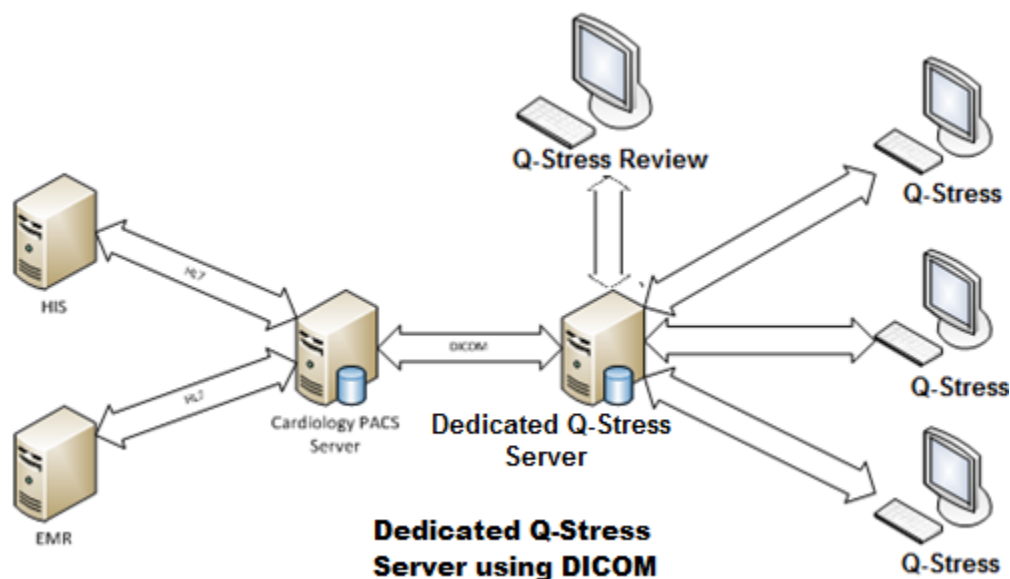 Q-Stress Review
Q-Stress
HIS
HL7
DICOM
Q-Stress
HL7
Cardiology PACS
Server
Dedicated Q-Stress
Server
EMR
Dedicated Q-Stress
Server using DICOM
Q-Stress